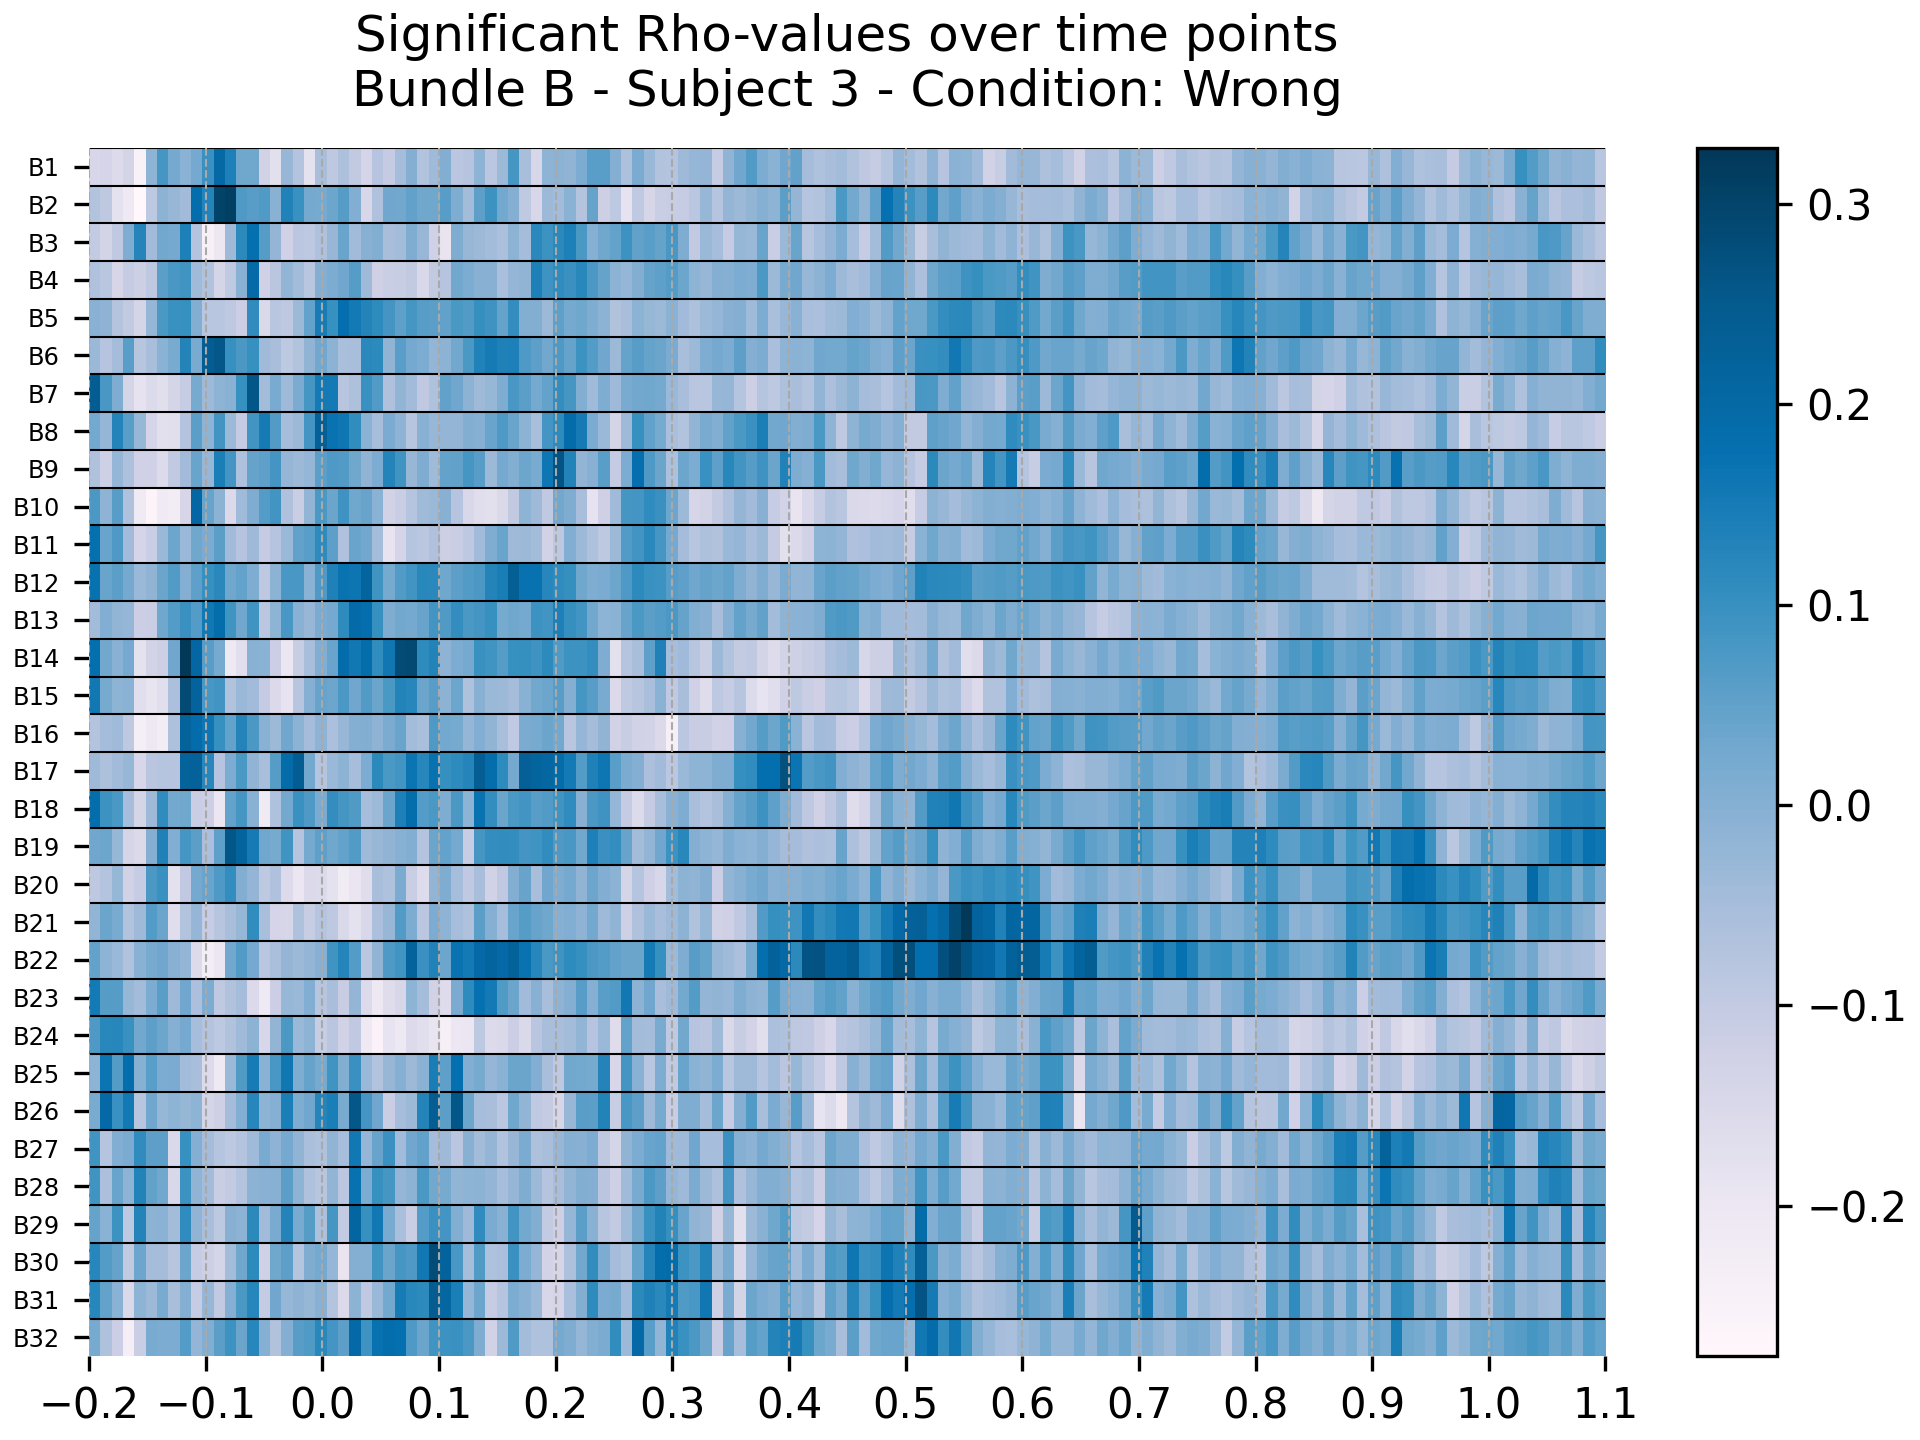 Significant Rho-values over time points
Bundle B - Subject 3 - Condition: Wrong
B1
B2
B3
B4
B5
B6
B7
B8
B9
B10
B11
B12
B13
B14
B15
B16
B17
B18
B19
B20
B21
B22
B23
B24
B25
B26
B27
B28
B29
B30
B31
B32
−0.2 −0.1 0.0 0.1 0.2 0.3 0.4 0.5 0.6 0.7 0.8 0.9 1.0 1.1
0.3
0.2
0.1
0.0
−0.1
−0.2